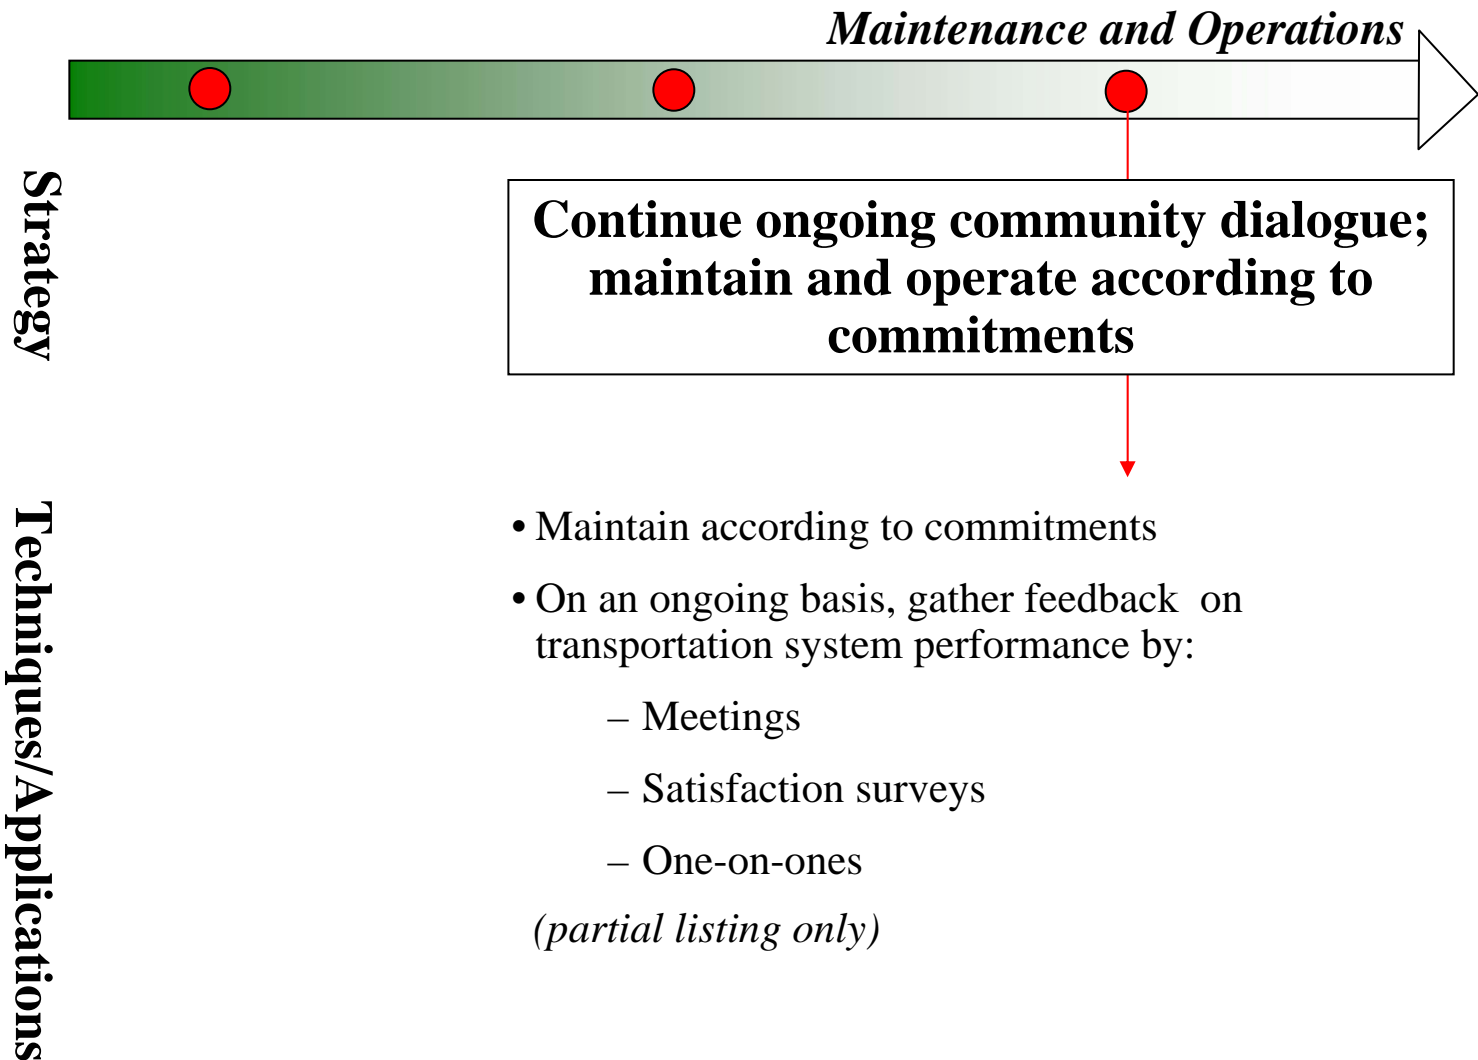 Maintenance and Operations
Strategy
Continue ongoing community dialogue;
maintain and operate according to
commitments
Techniques/Applications
• Maintain according to commitments
• On an ongoing basis, gather feedback on
transportation system performance by:
– Meetings
– Satisfaction surveys
– One-on-ones
(partial listing only)